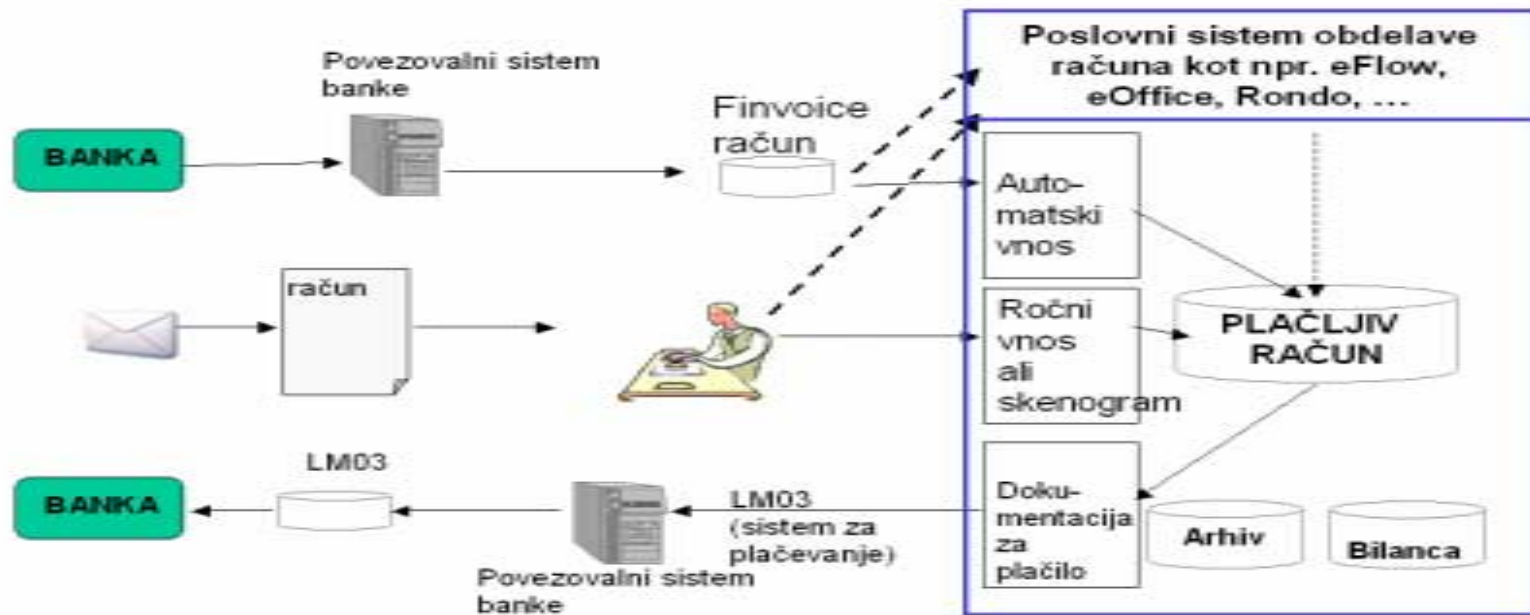 Poslovni sistem obdelave
računa kot npr. eFlow,
eOffice, Rondo, ...
Povezovalni sistem
banke
BANKA
Finvoice
račun
Auto-
matski
vnos
račun
Ročni
vnos
ali
skenogram
PLAČLJIV
RAČUN
BANKA
LM03
Povezovalni sistem
banke
LM03
(sistem za
plačevanje)
Doku-
mentacija
za
plačilo
Arhiv
Bilanca